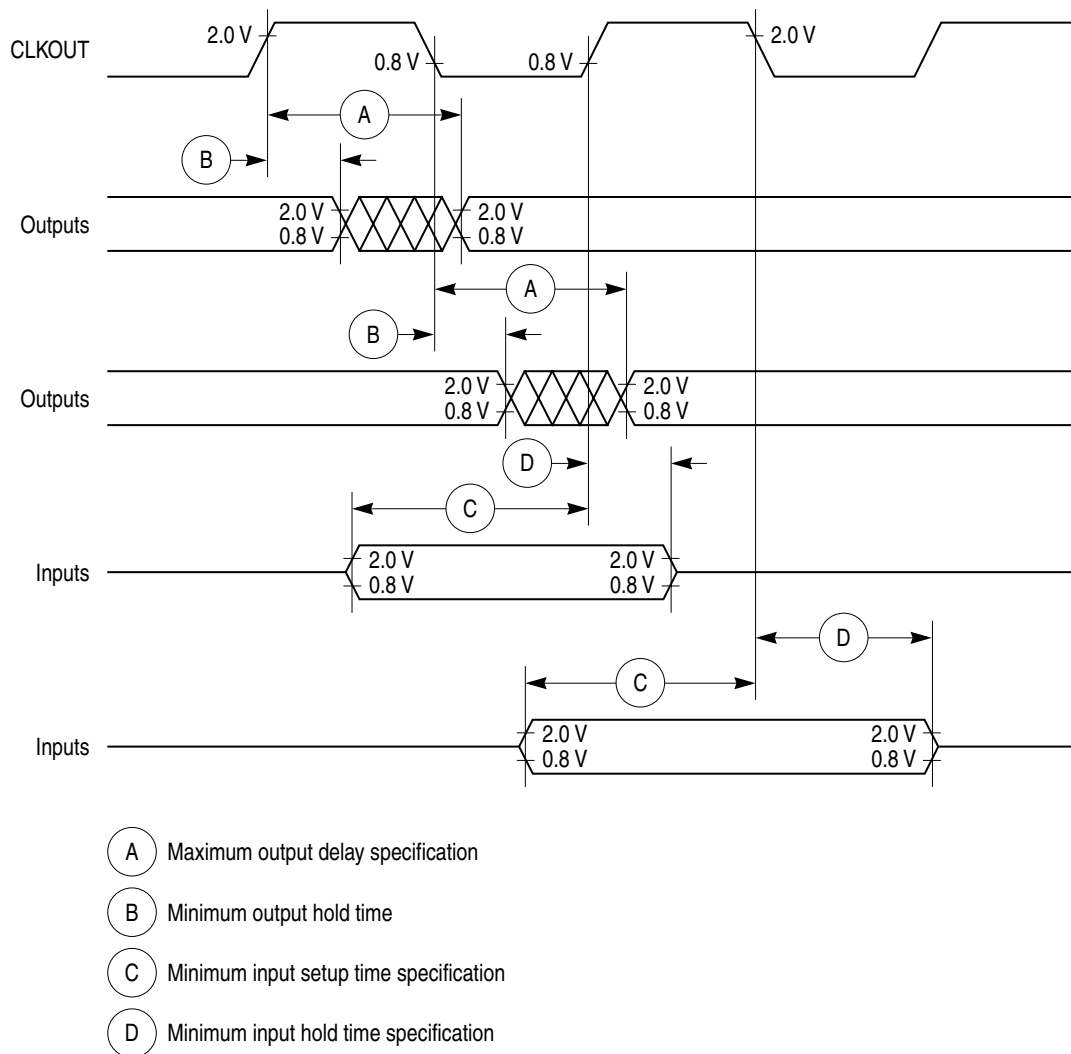 CLKOUT
2.0 V
0.8 V
0.8 V
2.0 V
A
B
Outputs
2.0 V
0.8 V
2.0 V
0.8 V
A
B
Outputs
2.0 V
0.8 V
2.0 V
0.8 V
D
C
Inputs
2.0 V
0.8 V
2.0 V
0.8 V
D
C
Inputs
2.0 V
0.8 V
2.0 V
0.8 V
A Maximum output delay specification
B Minimum output hold time
C Minimum input setup time specification
D Minimum input hold time specification